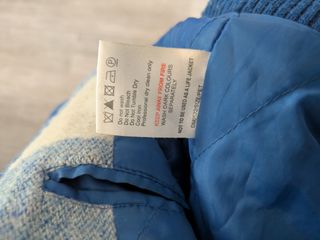 Do not wash
Do not Bleach
Do not Tumble Dry
Cool Iron
Professional dry clean only
KEEP AWAY FROM FIRE
WASH DARK COLOURS
SEPARATELY
NOT TO BE USED AS A LIFE JACKET